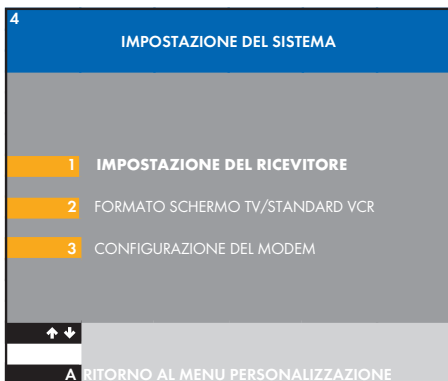 4
IMPOSTAZIONE DEL SISTEMA
1 IMPOSTAZIONE DEL RICEVITORE
2 FORMATO SCHERMO TV/STANDARD VCR
3 CONFIGURAZIONE DEL MODEM
A RITORNO AL MENU PERSONALIZZAZIONE